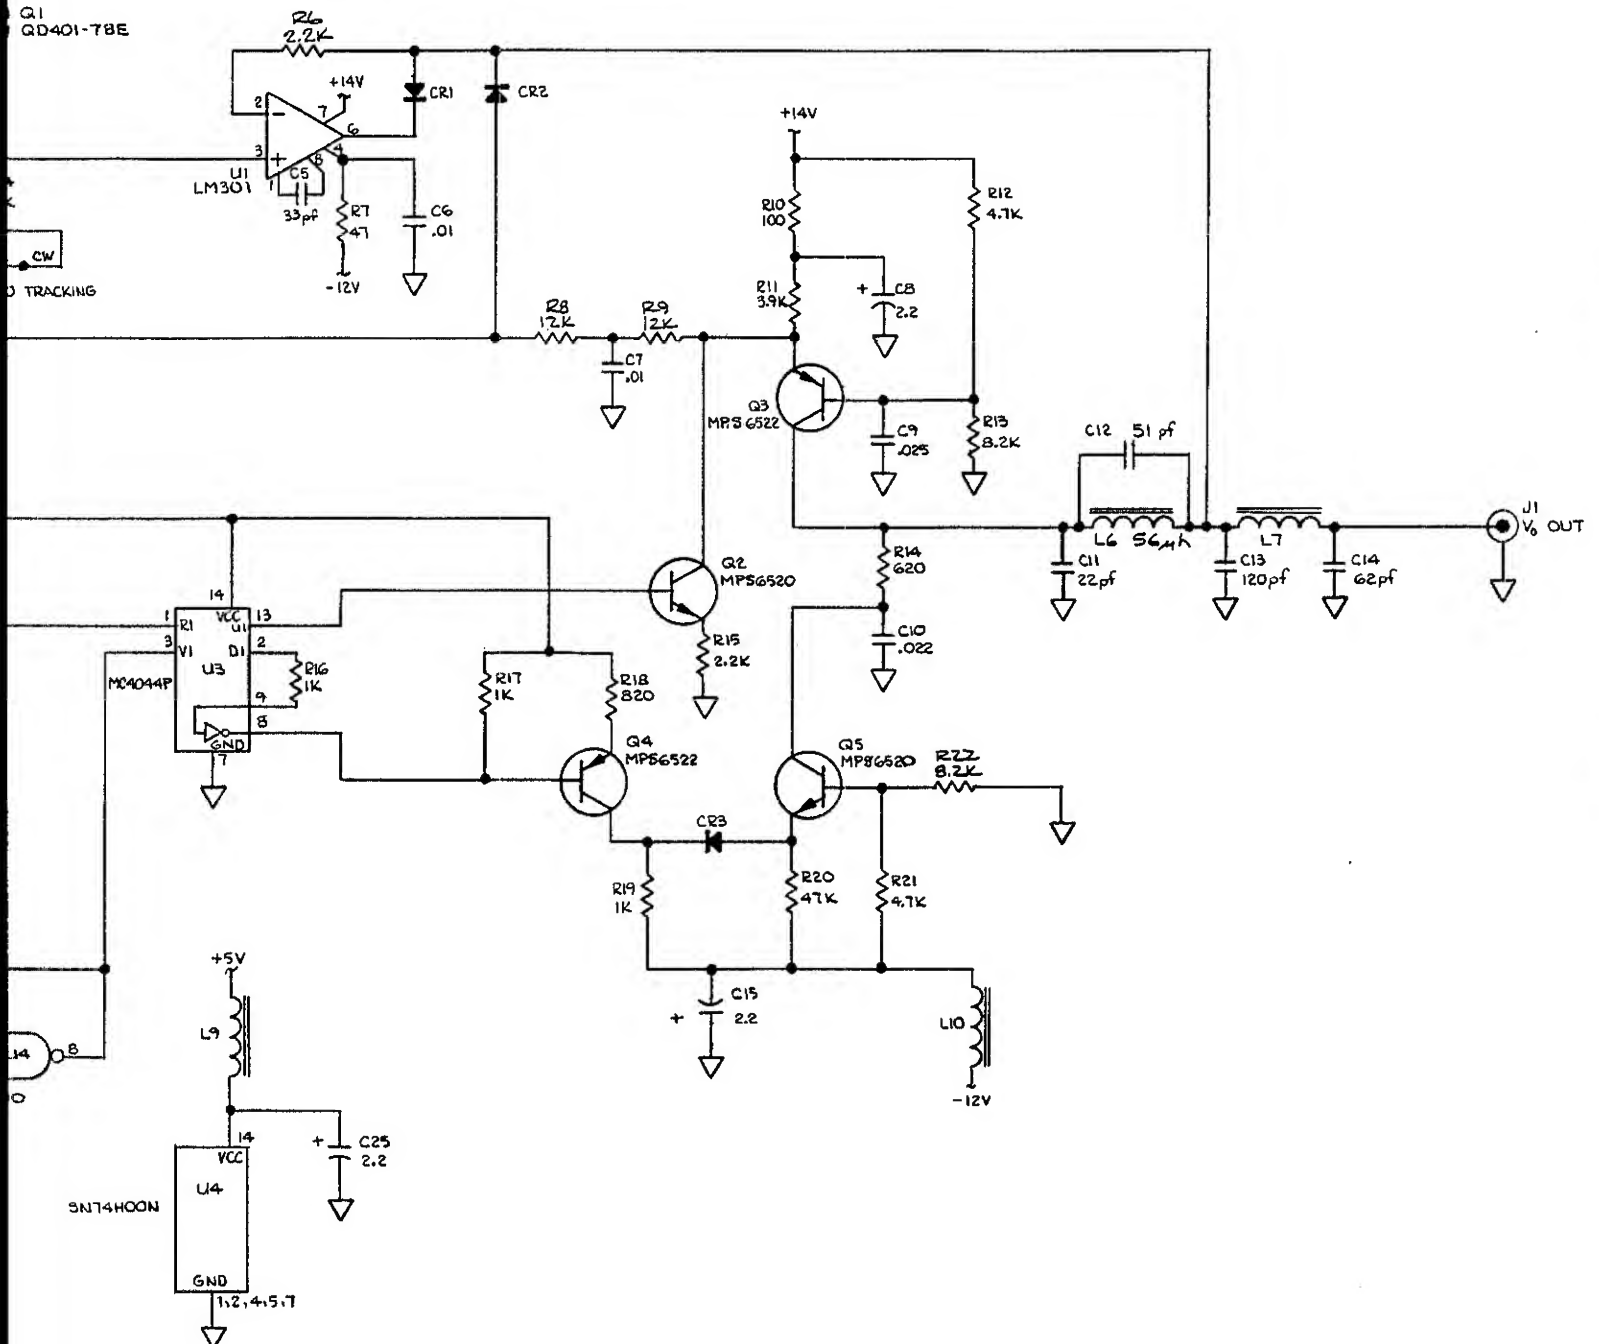 Q1
QD401-78E
R6
2.2K
+14V
2
7
6
3
4
8
1
U1
LM301
C5
33pf
CR1
CR2
R7
47
C6
.01
-12V
CW
TRACKING
+14V
R10
100
R12
4.7K
R11
3.9K
+
C8
2.2
R8
12K
R9
12K
C7
.01
Q3
MPS6522
C9
.025
R13
8.2K
C12
51 pf
L6
56μh
L7
J1
V₀ OUT
C11
22pf
C13
120pf
C14
62pf
R14
620
C10
.022
Q2
MPS6520
R15
2.2K
14
VCC
1
R1
U1
13
3
V1
D1
2
U3
MC4044P
R16
1K
9
8
GND
7
R17
1K
R18
820
Q4
MPS6522
Q5
MPS6520
R22
8.2K
CR3
R19
1K
R20
47K
R21
4.7K
+
C15
2.2
L10
-12V
+5V
L9
8
14
VCC
+
C25
2.2
U4
SN74H00N
GND
1,2,4,5,7